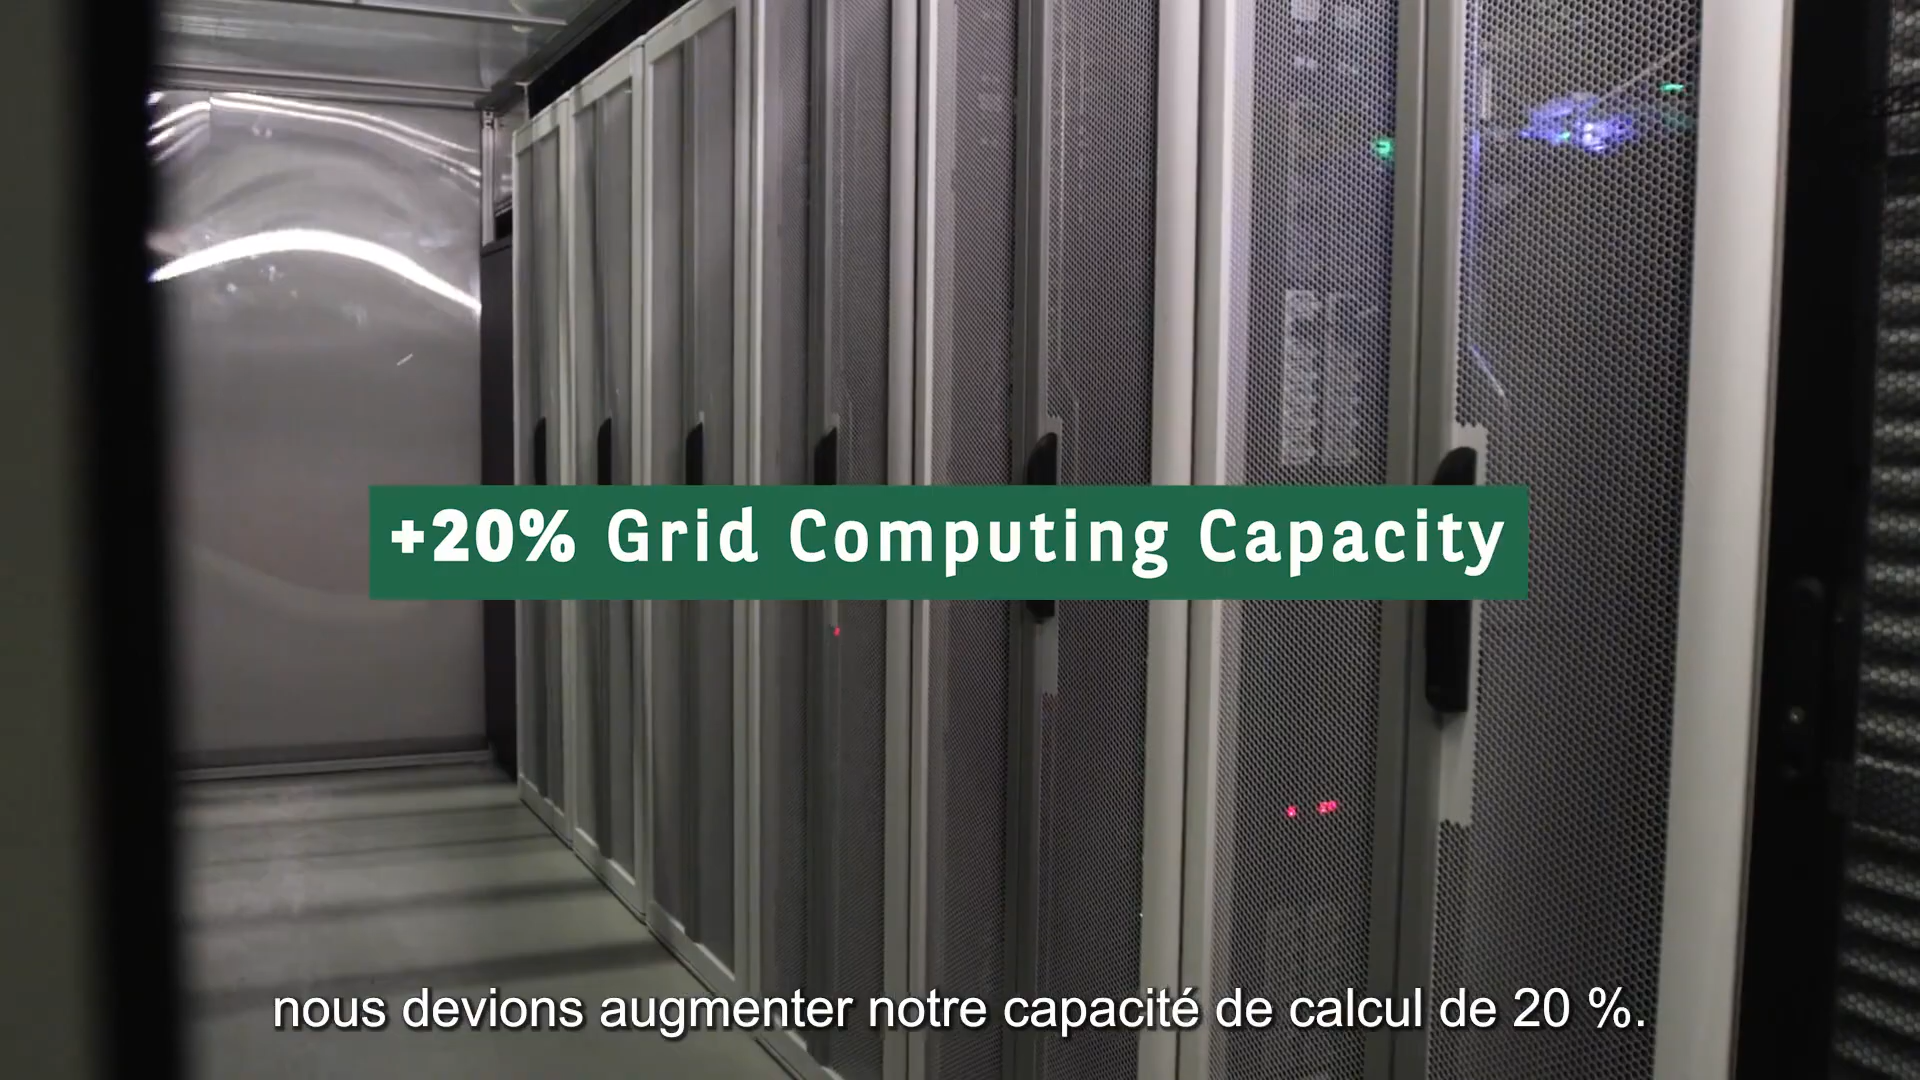 +20% Grid Computing Capacity
nous devions augmenter notre capacité de calcul de 20 %.